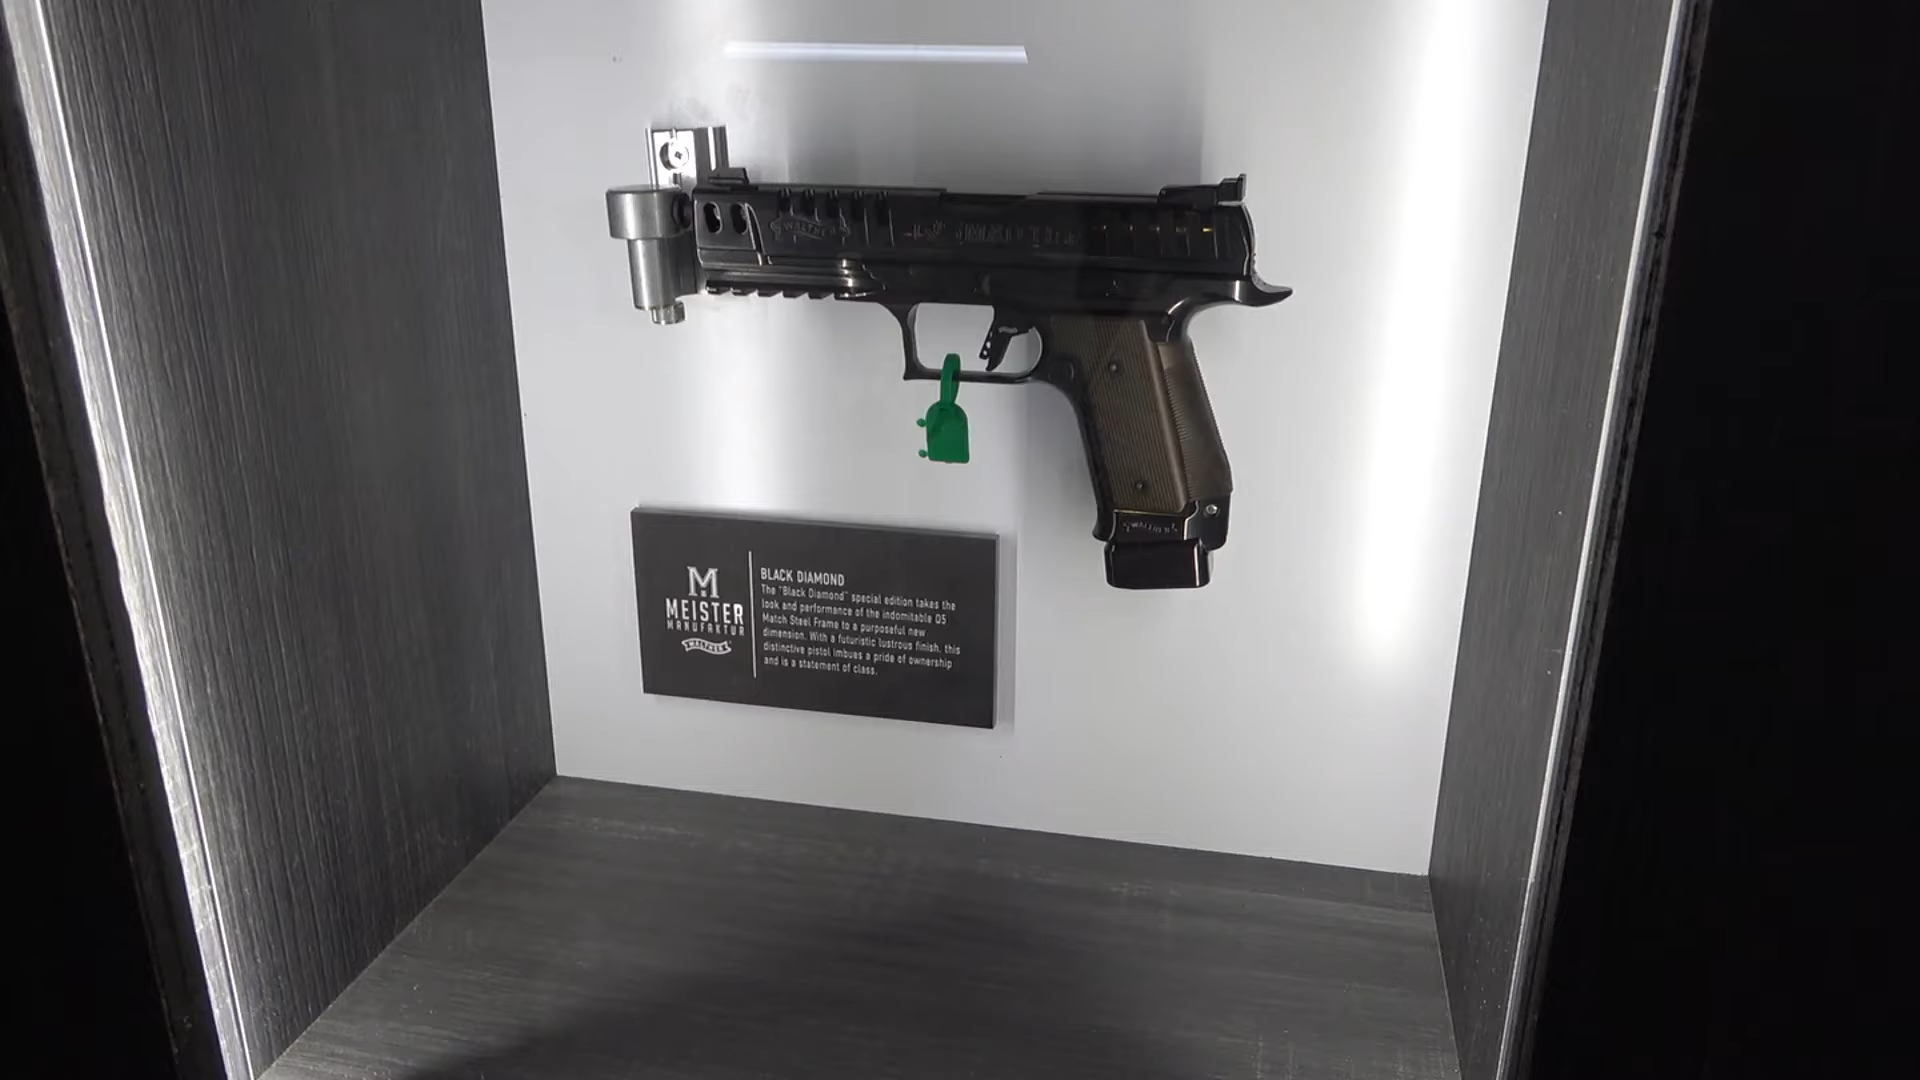 WALTHER
WALTHER
M
MEISTER
MANUFAKTUR
WALTHER
BLACK DIAMOND
The "Black Diamond" special edition takes the
look and performance of the indomitable Q5
Match Steel Frame to a purposeful new
dimension. With a futuristic lustrous finish, this
distinctive pistol imbues a pride of ownership
and is a statement of class.